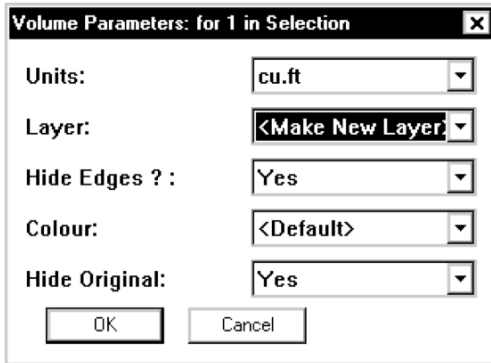 Volume Parameters: for 1 in Selection
Units: cu.ft
Layer: <Make New Layer>
Hide Edges ? : Yes
Colour: <Default>
Hide Original: Yes
OK Cancel